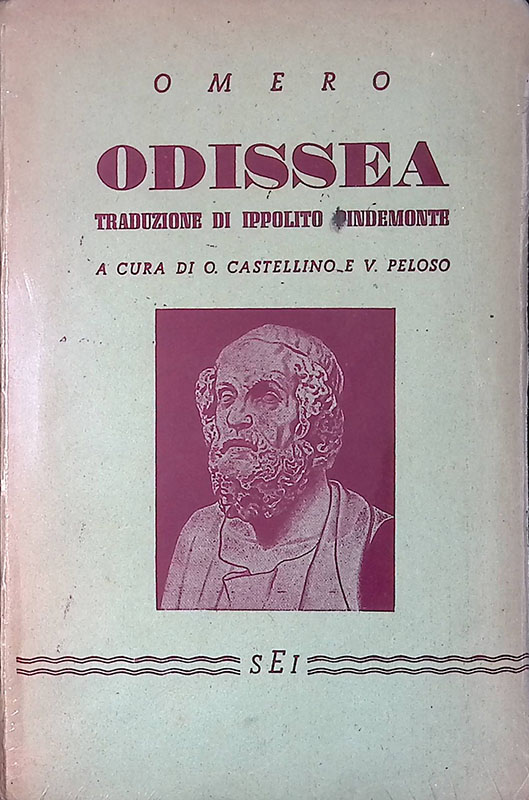 OMERO
ODISSEA
TRADUZIONE DI IPPOLITO PINDEMONTE
A CURA DI O. CASTELLINO E V. PELOSO
SEI